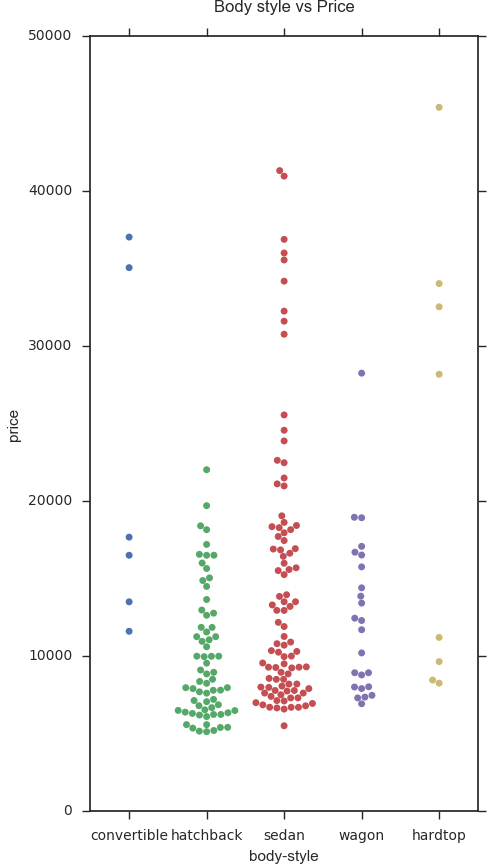 Body style vs Price
50000
40000
30000
20000
10000
0
price
convertible hatchback sedan wagon hardtop
body-style